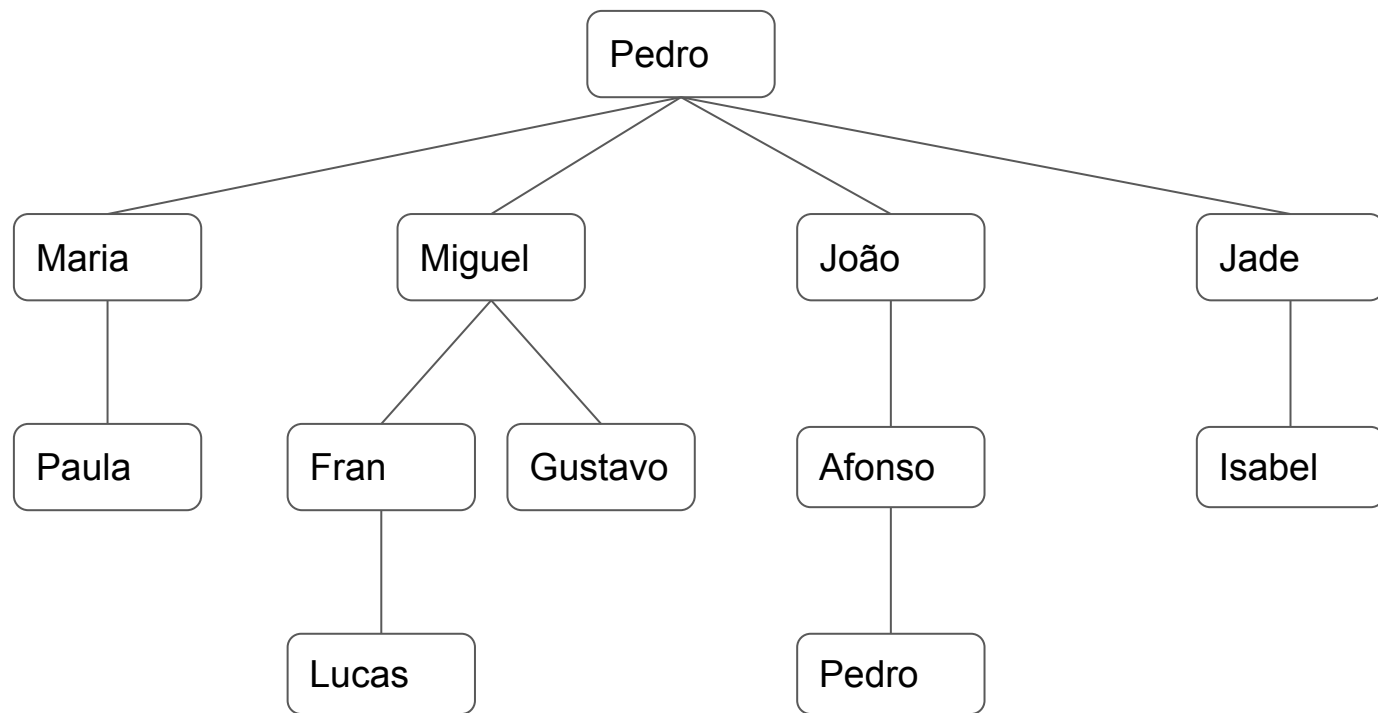 Pedro
Maria
Miguel
João
Jade
Paula
Fran
Gustavo
Afonso
Isabel
Lucas
Pedro